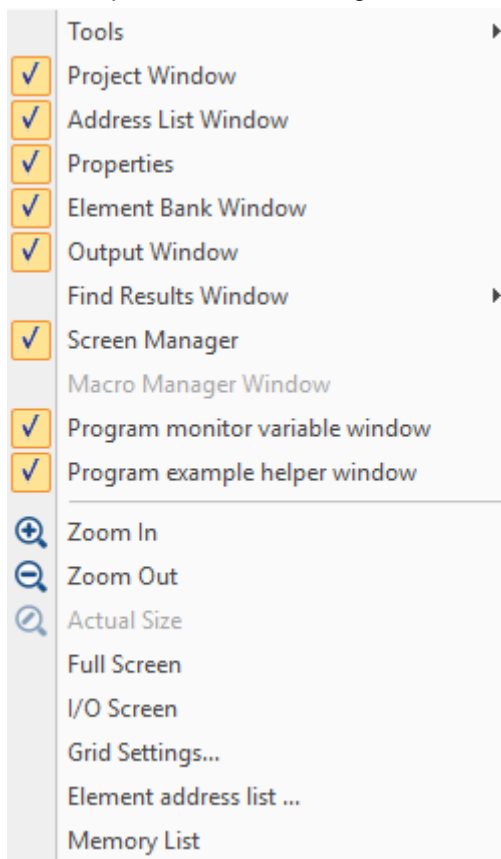 Tools
Project Window
Address List Window
Properties
Element Bank Window
Output Window
Find Results Window
Screen Manager
Macro Manager Window
Program monitor variable window
Program example helper window
Zoom In
Zoom Out
Actual Size
Full Screen
I/O Screen
Grid Settings...
Element address list ...
Memory List